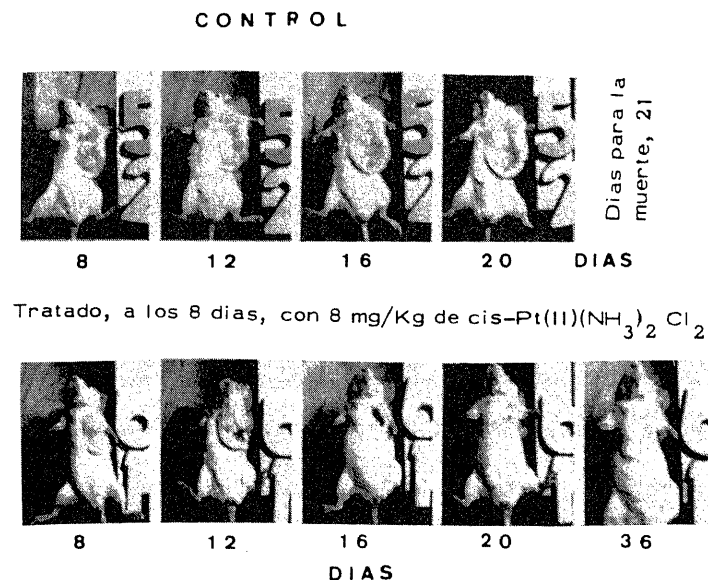 CONTROL
Dias para la
muerte, 21
8 12 16 20 DIAS
Tratado, a los 8 dias, con 8 mg/Kg de cis-Pt(II)(NH3)2 Cl2
8 12 16 20 36
DIAS